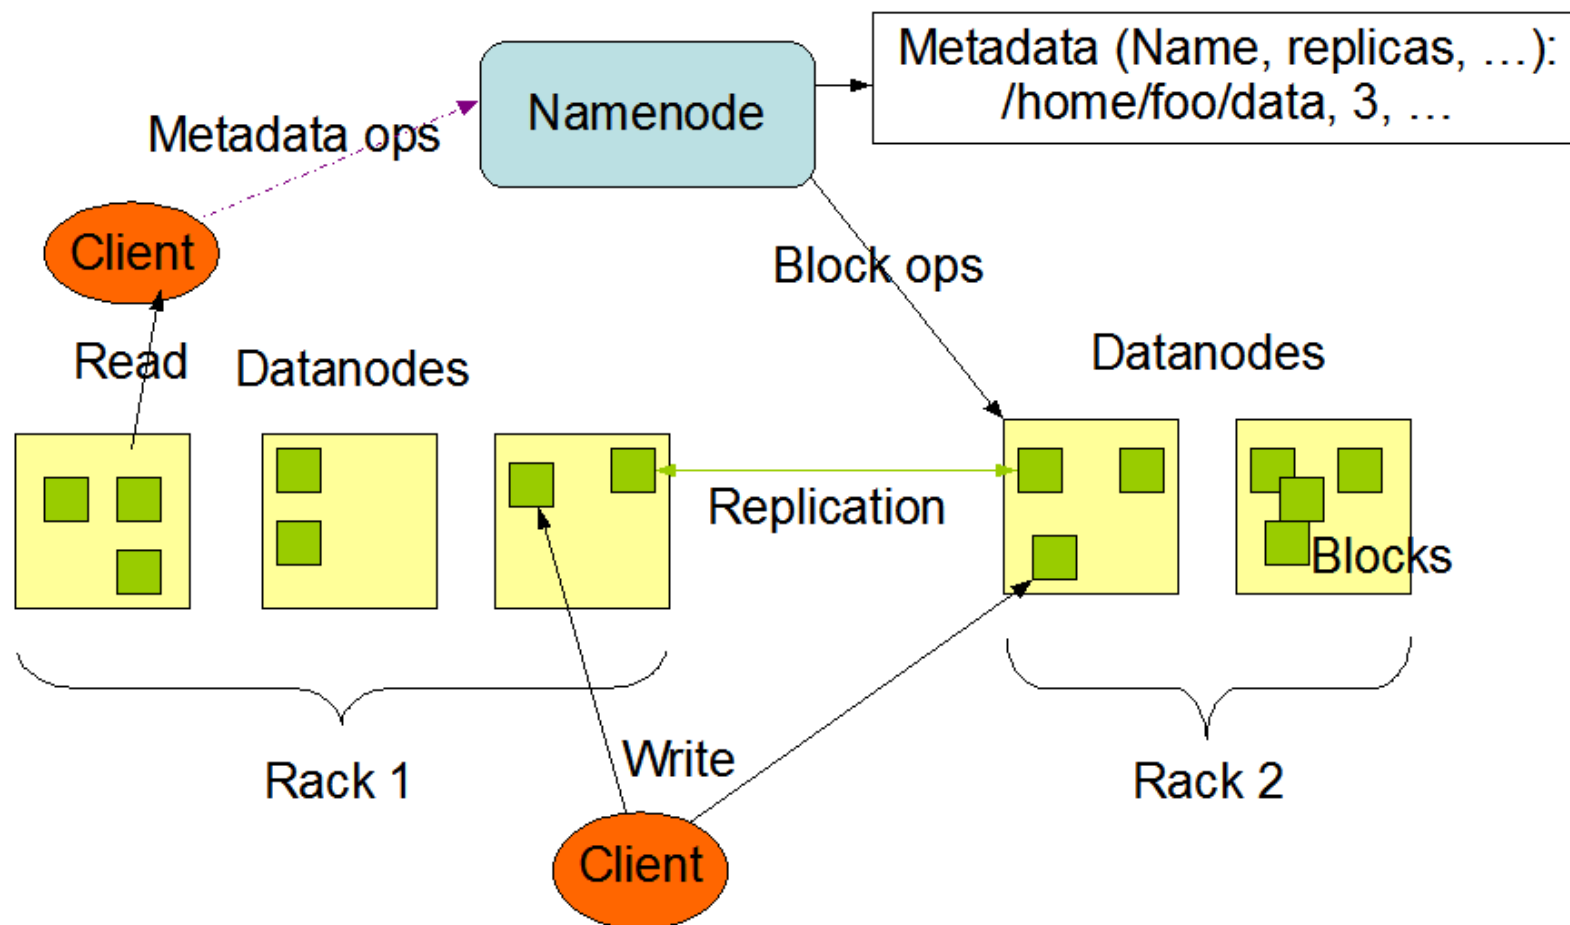 Metadata (Name, replicas, …):
/home/foo/data, 3, …
Namenode
Metadata ops
Client
Block ops
Read
Datanodes
Datanodes
Replication
Blocks
Rack 1
Write
Rack 2
Client